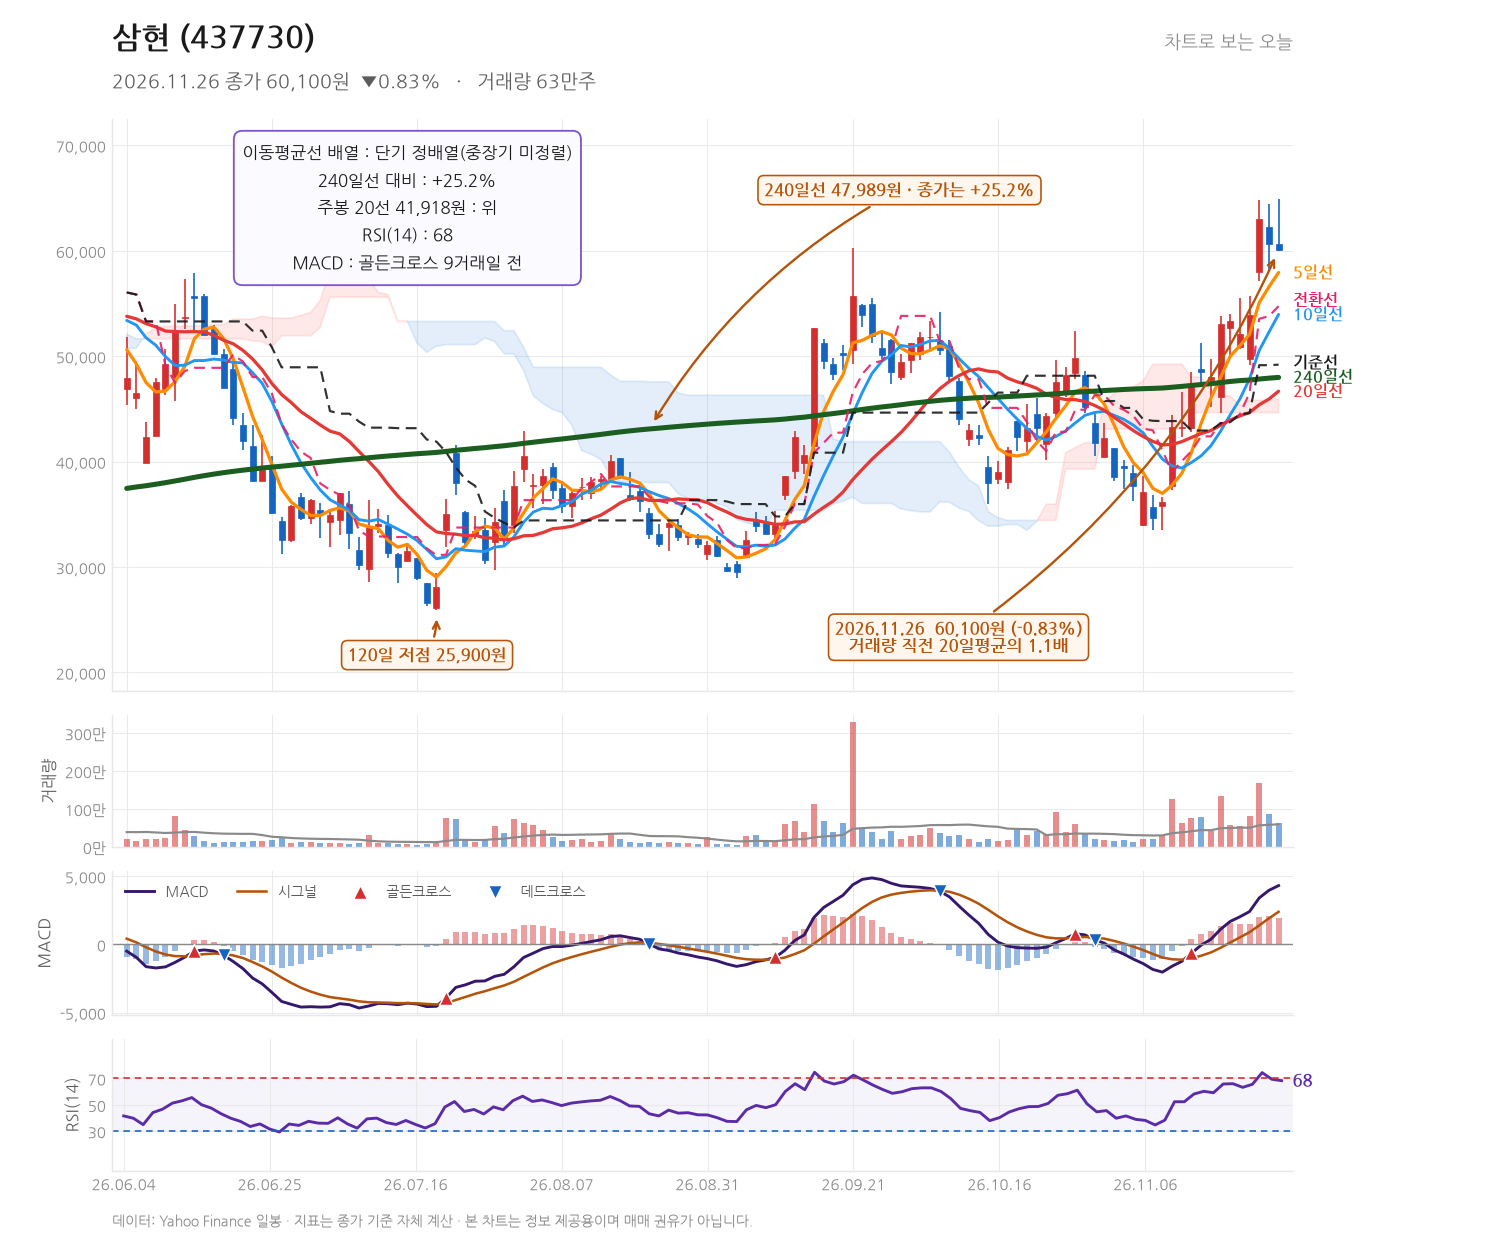 삼현 (437730)
차트로 보는 오늘
2026.11.26 종가 60,100원 ▼0.83% · 거래량 63만주
70,000
60,000
50,000
40,000
30,000
20,000
이동평균선 배열 : 단기 정배열(중장기 미정렬)
240일선 대비 : +25.2%
주봉 20선 41,918원 : 위
RSI(14) : 68
MACD : 골든크로스 9거래일 전
240일선 47,989원 · 종가는 +25.2%
5일선
전환선
10일선
기준선
240일선
20일선
2026.11.26 60,100원 (-0.83%)
거래량 직전 20일평균의 1.1배
120일 저점 25,900원
거래량
300만
200만
100만
0만
MACD
5,000
0
-5,000
MACD
시그널
골든크로스
데드크로스
RSI(14)
70
50
30
68
26.06.04
26.06.25
26.07.16
26.08.07
26.08.31
26.09.21
26.10.16
26.11.06
데이터: Yahoo Finance 일봉 · 지표는 종가 기준 자체 계산 · 본 차트는 정보 제공용이며 매매 권유가 아닙니다.